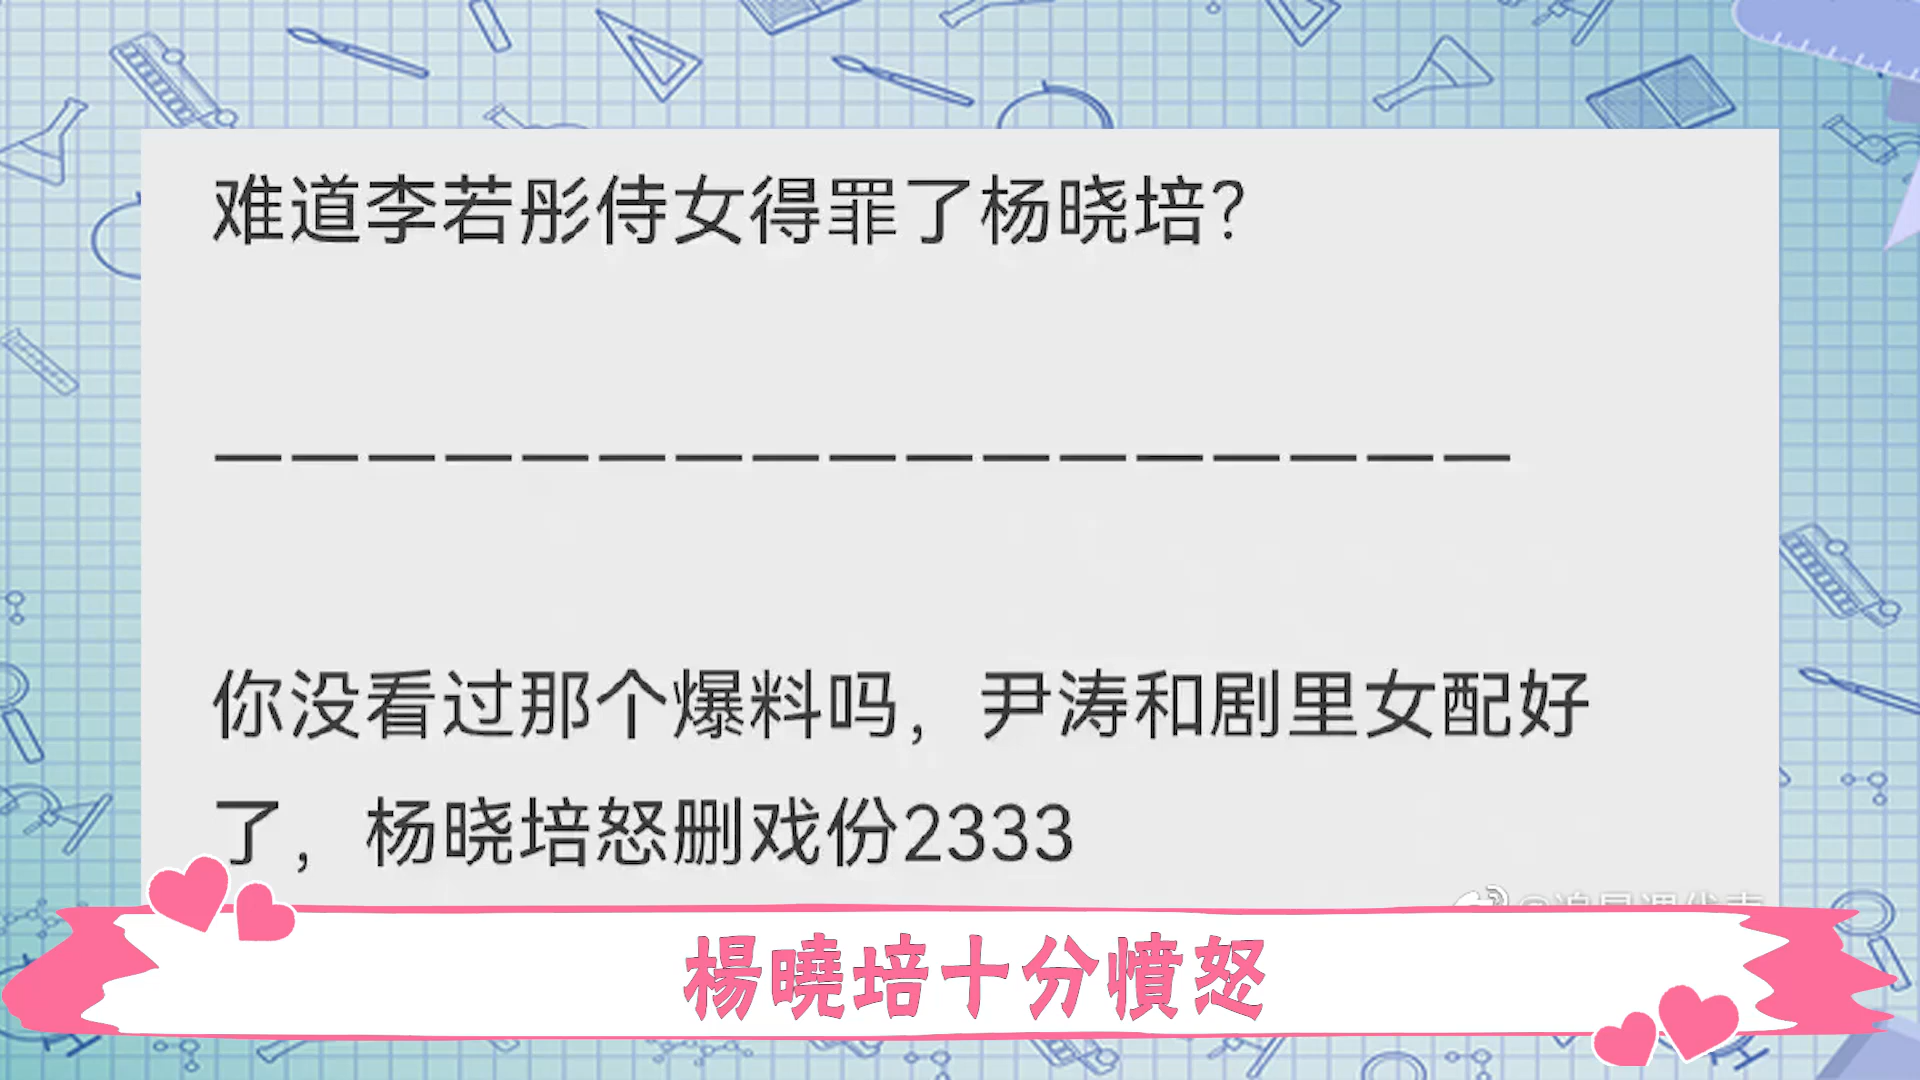 难道李若彤侍女得罪了杨晓培？
—————————————————
你没看过那个爆料吗，尹涛和剧里女配好
了，杨晓培怒删戏份2333
楊曉培十分憤怒